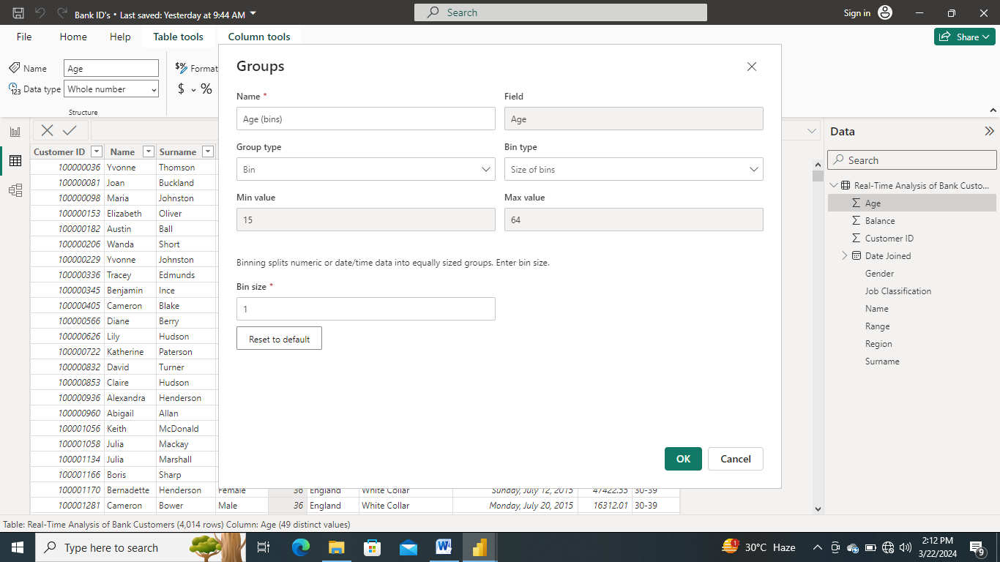 Bank ID's • Last saved: Yesterday at 9:44 AM
Search
Sign in
File Home Help Table tools Column tools
Share
Name Age
$% Format
123 Data type Whole number
$ %
Structure
Groups
Name * Field
Age (bins) Age
Group type Bin type
Bin Size of bins
Min value Max value
15 64
Binning splits numeric or date/time data into equally sized groups. Enter bin size.
Bin size *
1
Reset to default
OK Cancel
Customer ID Name Surname
100000036 Yvonne Thomson
100000081 Joan Buckland
100000098 Maria Johnston
100000153 Elizabeth Oliver
100000182 Austin Ball
100000206 Wanda Short
100000229 Yvonne Johnston
100000336 Tracey Edmunds
100000345 Benjamin Ince
100000405 Cameron Blake
100000566 Diane Berry
100000626 Lily Hudson
100000722 Katherine Paterson
100000832 David Turner
100000853 Claire Hudson
100000936 Alexandra Henderson
100000960 Abigail Allan
100001056 Keith McDonald
100001058 Julia Mackay
100001134 Julia Marshall
100001166 Boris Sharp
100001170 Bernadette Henderson Female 36 England White Collar Sunday, July 12, 2015 47422.55 30-39
100001281 Cameron Bower Male 36 England White Collar Monday, July 20, 2015 16312.01 30-39
Data
Search
Real-Time Analysis of Bank Custo...
Σ Age
Σ Balance
Σ Customer ID
Date Joined
Gender
Job Classification
Name
Range
Region
Surname
Table: Real-Time Analysis of Bank Customers (4,014 rows) Column: Age (49 distinct values)
Type here to search
W
1
30°C Haze
2:12 PM
3/22/2024
9